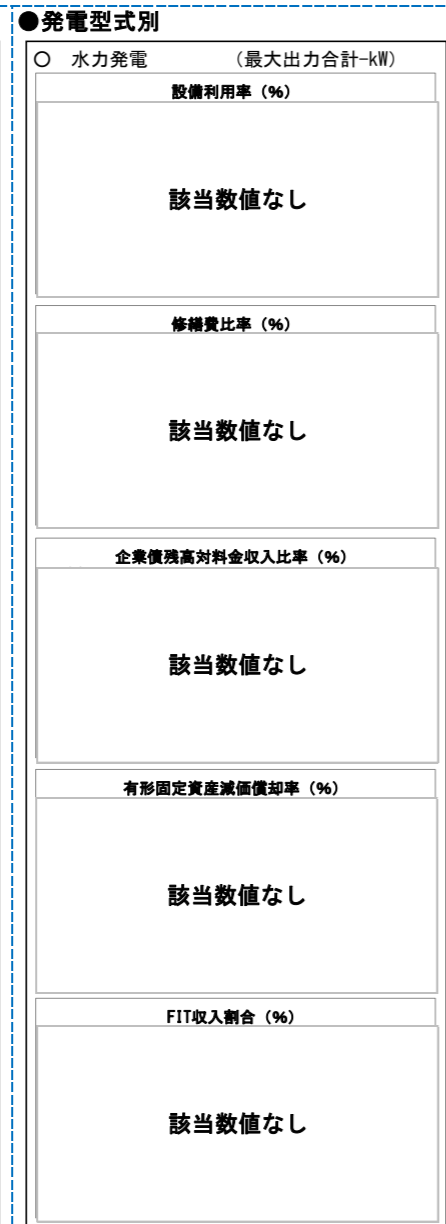 ●発電型式別
○ 水力発電 (最大出力合計-kW)
設備利用率（%）
該当数値なし
修繕費比率（%）
該当数値なし
企業債残高対料金収入比率（%）
該当数値なし
有形固定資産減価償却率（%）
該当数値なし
FIT収入割合（%）
該当数値なし